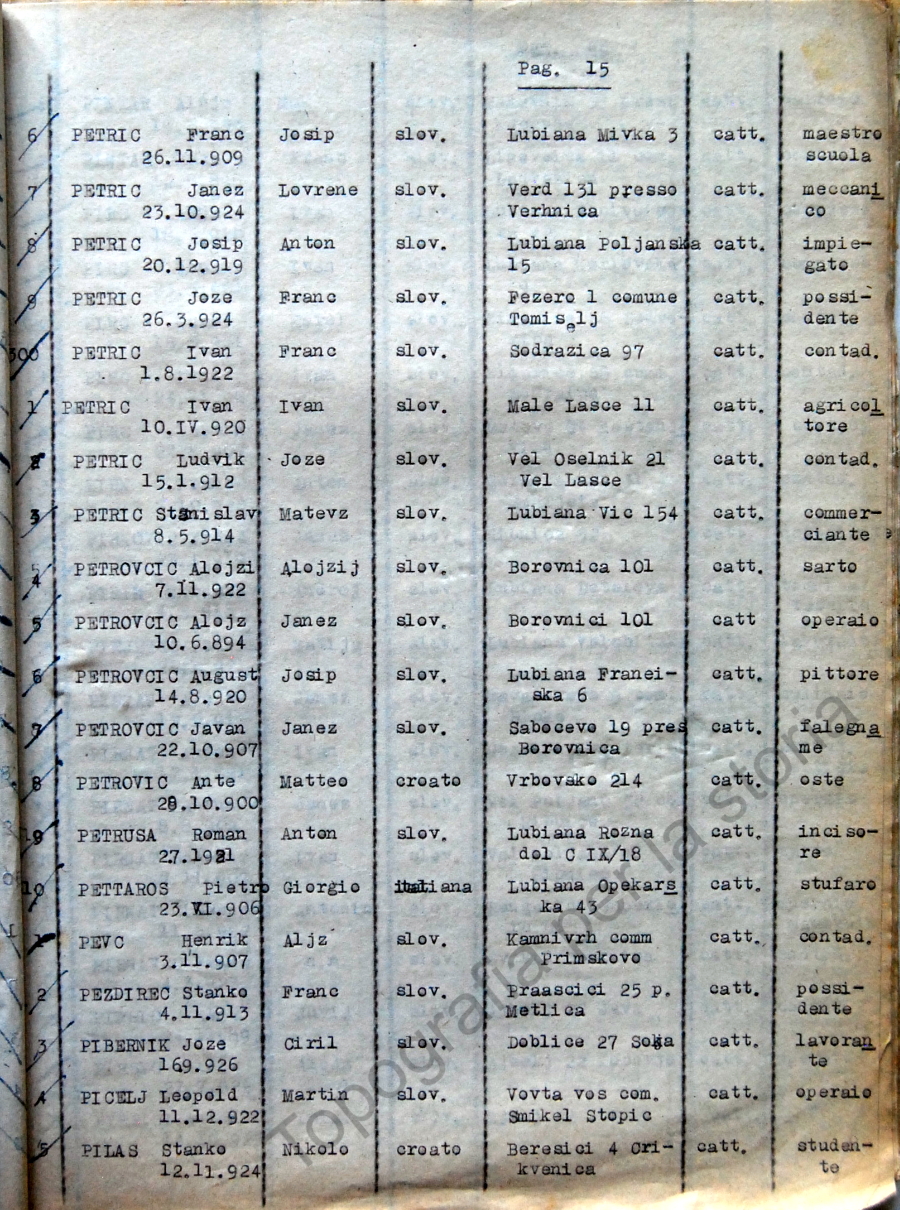 Pag. 15
6 PETRIC Franc Josip slov. Lubiana Mivka 3 catt. maestro
26.11.909 scuola
7 PETRIC Janez Lovrene slov. Verd 131 presso catt. meccani
23.10.924 Verhnica co
8 PETRIC Josip Anton slov. Lubiana Poljanska catt. impie-
20.12.919 15 gato
9 PETRIC Joze Franc slov. Pezero 1 comune catt. possi-
26.3.924 Tomiselj dente
300 PETRIC Ivan Franc slov. Sodrazica 97 catt. contad.
1.8.1922
1 PETRIC Ivan Ivan slov. Male Lasce 11 catt. agricol
10.IV.920 tore
2 PETRIC Ludvik Joze slov. Vel Oselnik 21 catt. contad.
15.1.912 Vel Lasce
3 PETRIC Stanislav Matevz slov. Lubiana Vic 154 catt. commer-
8.5.914 ciante
4 PETROVCIC Alojzi Alojzij slov. Borovnica 101 catt. sarto
7.11.922
5 PETROVCIC Alojz Janez slov. Borovnici 101 catt operaio
10.6.894
6 PETROVCIC August Josip slov. Lubiana Franci- catt. pittore
14.8.920 ska 6
7 PETROVCIC Javan Janez slov. Sabocevo 19 pres catt. falegna
22.10.907 Borovnica me
8 PETROVIC Ante Matteo croato Vrbovsko 214 catt. oste
28.10.900
9 PETRUSA Roman Anton slov. Lubiana Rozna catt. inciso-
27.1921 dol C IX/18 re
10 PETTAROS Pietro Giorgio italiana Lubiana Opekars catt. stufaro
23.VI.906 ka 43
1 PEVC Henrik Aljz slov. Kamnivrh comm catt. contad.
3.11.907 Primskovo
2 PEZDIREC Stanko Franc slov. Praascici 25 p. catt. possi-
4.11.913 Metlica dente
3 PIBERNIK Joze Ciril slov. Doblice 27 catt. lavoran
169.926 te
4 PICELJ Leopold Martin slov. Vovta vos com. catt. operaio
11.12.922 Smikel Stopic
5 PILAS Stanko Nikolo croato Beresici 4 Cri- catt. studen-
12.11.924 kvenica te
Topografia per la storia